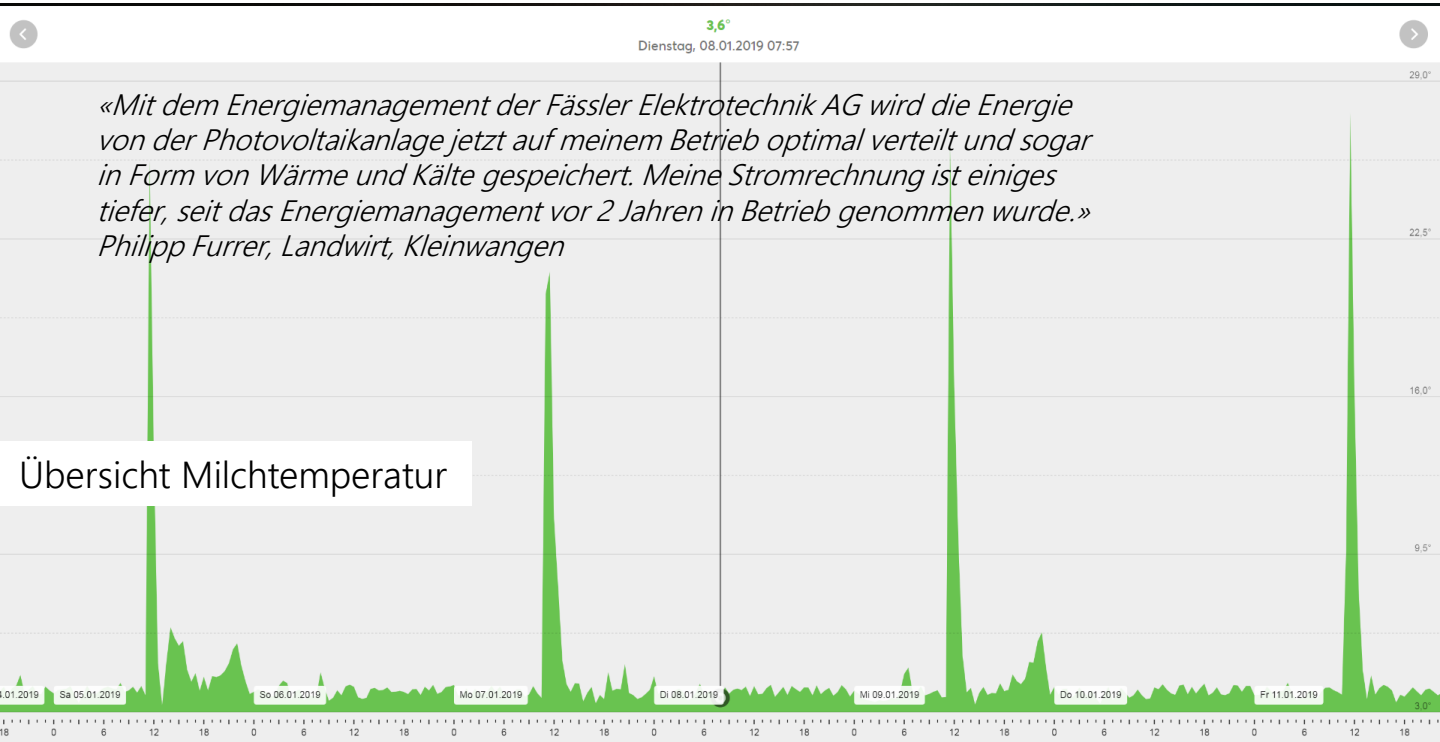 3,6°
Dienstag, 08.01.2019 07:57
29,0°
«Mit dem Energiemanagement der Fässler Elektrotechnik AG wird die Energie
von der Photovoltaikanlage jetzt auf meinem Betrieb optimal verteilt und sogar
in Form von Wärme und Kälte gespeichert. Meine Stromrechnung ist einiges
tiefer, seit das Energiemanagement vor 2 Jahren in Betrieb genommen wurde.»
Philipp Furrer, Landwirt, Kleinwangen
22,5°
16,0°
Übersicht Milchtemperatur
9,5°
4.01.2019 Sa 05.01.2019 So 06.01.2019 Mo 07.01.2019 Di 08.01.2019 Mi 09.01.2019 Do 10.01.2019 Fr 11.01.2019
3,0°
18 0 6 12 18 0 6 12 18 0 6 12 18 0 6 12 18 0 6 12 18 0 6 12 18 0 6 12 18